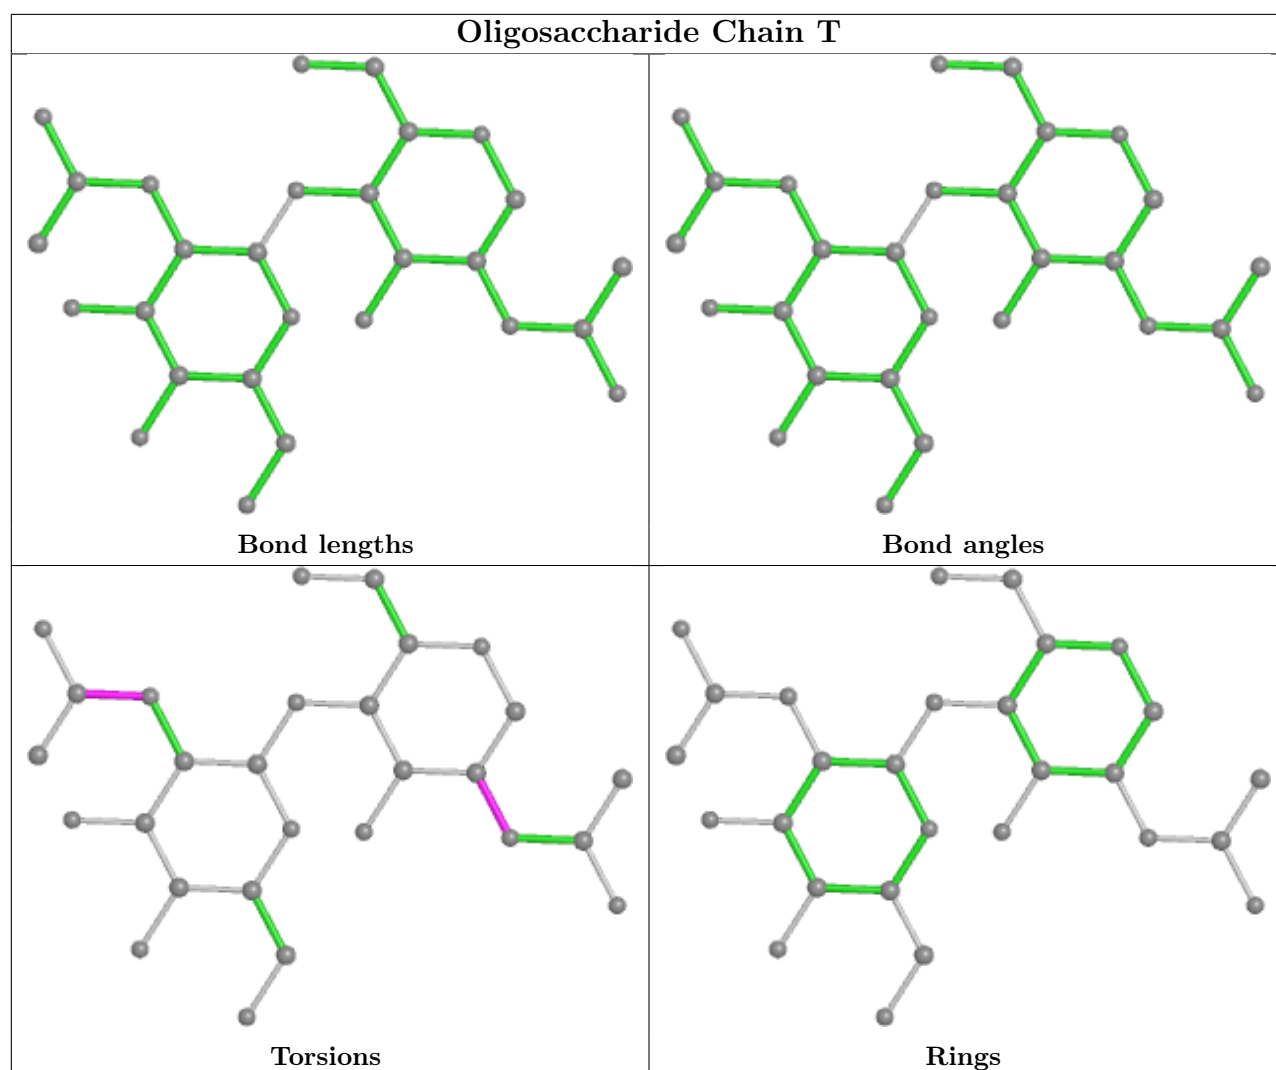 Oligosaccharide Chain T
Bond lengths
Bond angles
Torsions
Rings